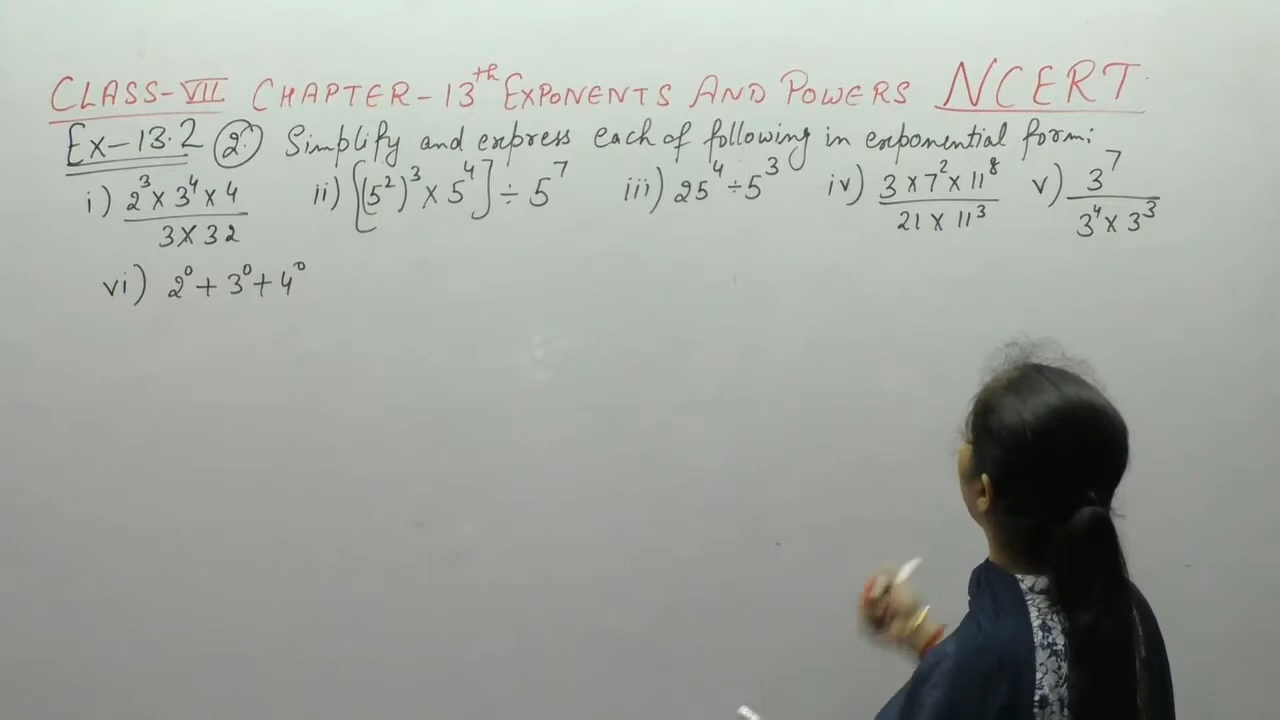 CLASS-VII CHAPTER-13th EXPONENTS AND POWERS NCERT
Ex-13.2 2. Simplify and express each of following in exponential form:
i) (2³ x 3⁴ x 4)/(3 x 32) ii) [(5²)³ x 5⁴] ÷ 5⁷ iii) 25⁴ ÷ 5³ iv) (3 x 7² x 11⁸)/(21 x 11³) v) 3⁷/(3⁴ x 3³)
vi) 2⁰ + 3⁰ + 4⁰